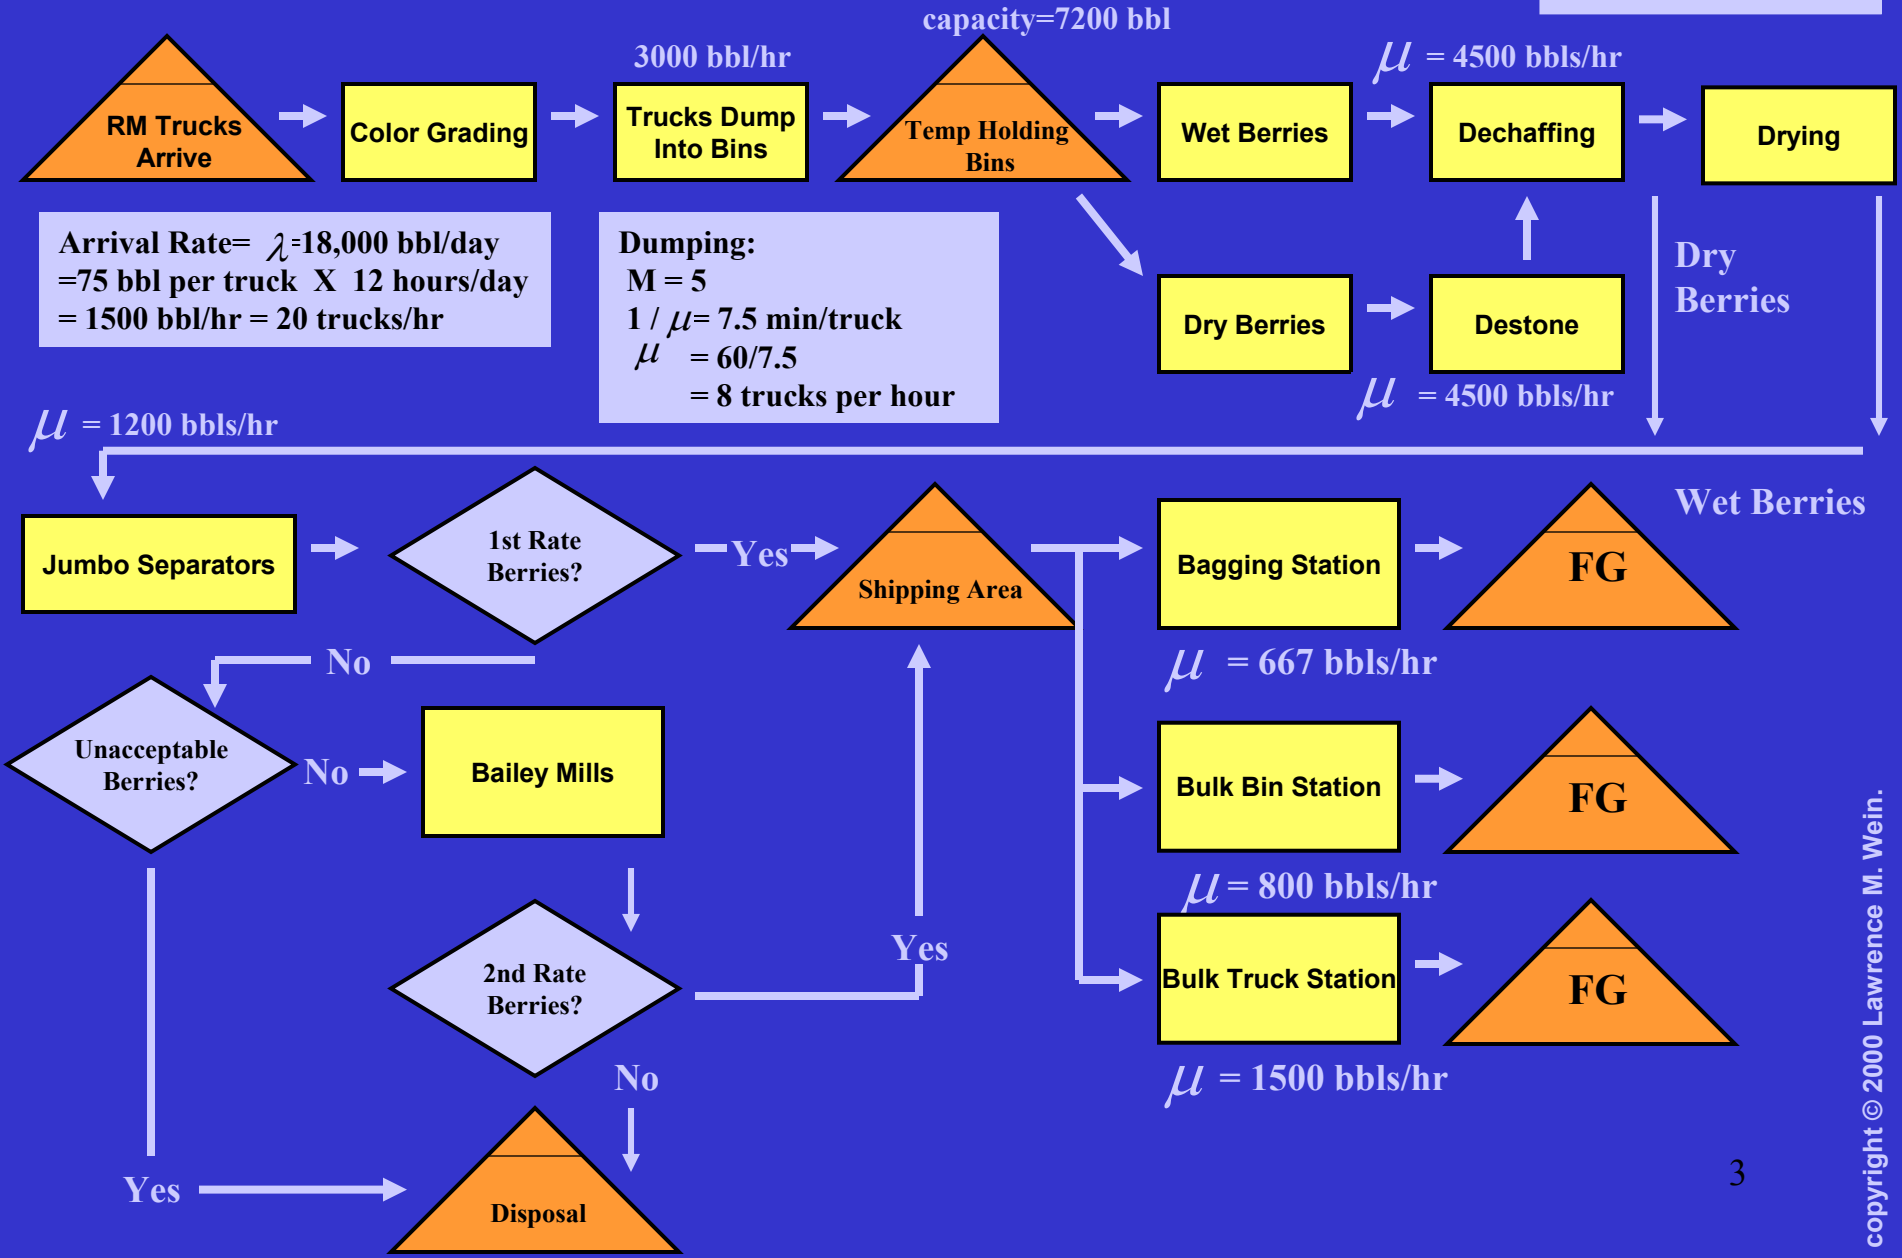 capacity=7200 bbl
3000 bbl/hr
μ = 4500 bbls/hr
RM Trucks
Arrive
Color Grading
Trucks Dump
Into Bins
Temp Holding
Bins
Wet Berries
Dechaffing
Drying
Arrival Rate= λ=18,000 bbl/day
=75 bbl per truck X 12 hours/day
= 1500 bbl/hr = 20 trucks/hr
Dumping:
M = 5
1 / μ= 7.5 min/truck
μ = 60/7.5
= 8 trucks per hour
Dry Berries
Destone
μ = 4500 bbls/hr
Dry
Berries
μ = 1200 bbls/hr
Wet Berries
Jumbo Separators
1st Rate
Berries?
Yes
Shipping Area
Bagging Station
FG
μ = 667 bbls/hr
No
Unacceptable
Berries?
No
Bailey Mills
Bulk Bin Station
FG
μ = 800 bbls/hr
2nd Rate
Berries?
Yes
Bulk Truck Station
FG
μ = 1500 bbls/hr
No
Yes
Disposal
3
copyright © 2000 Lawrence M. Wein.